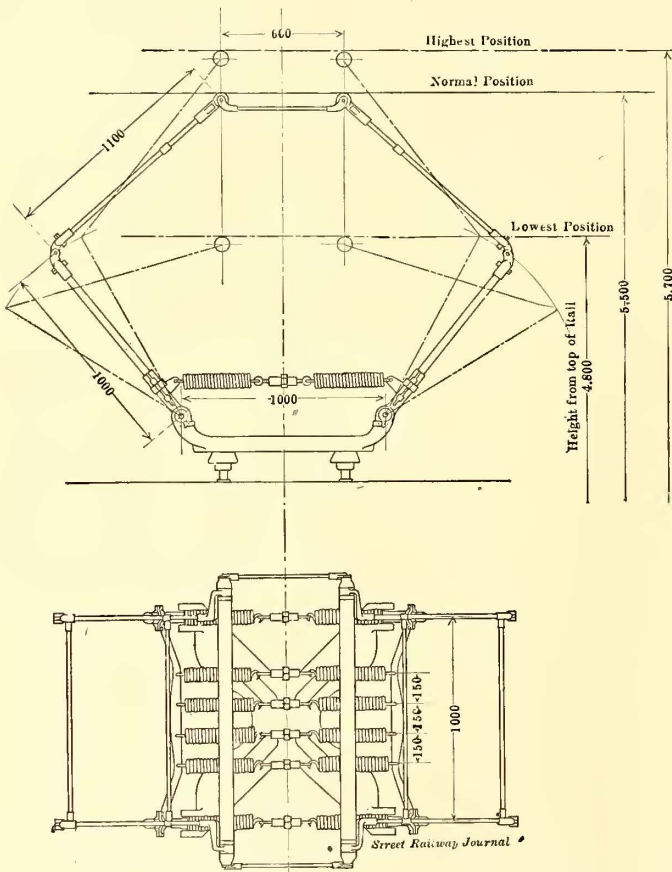 660
Highest Position
Normal Position
1100
Lowest Position
5,500
5,700
Height from top of Rail
4,800
1000
1000
150
150
150
1000
Street Railway Journal